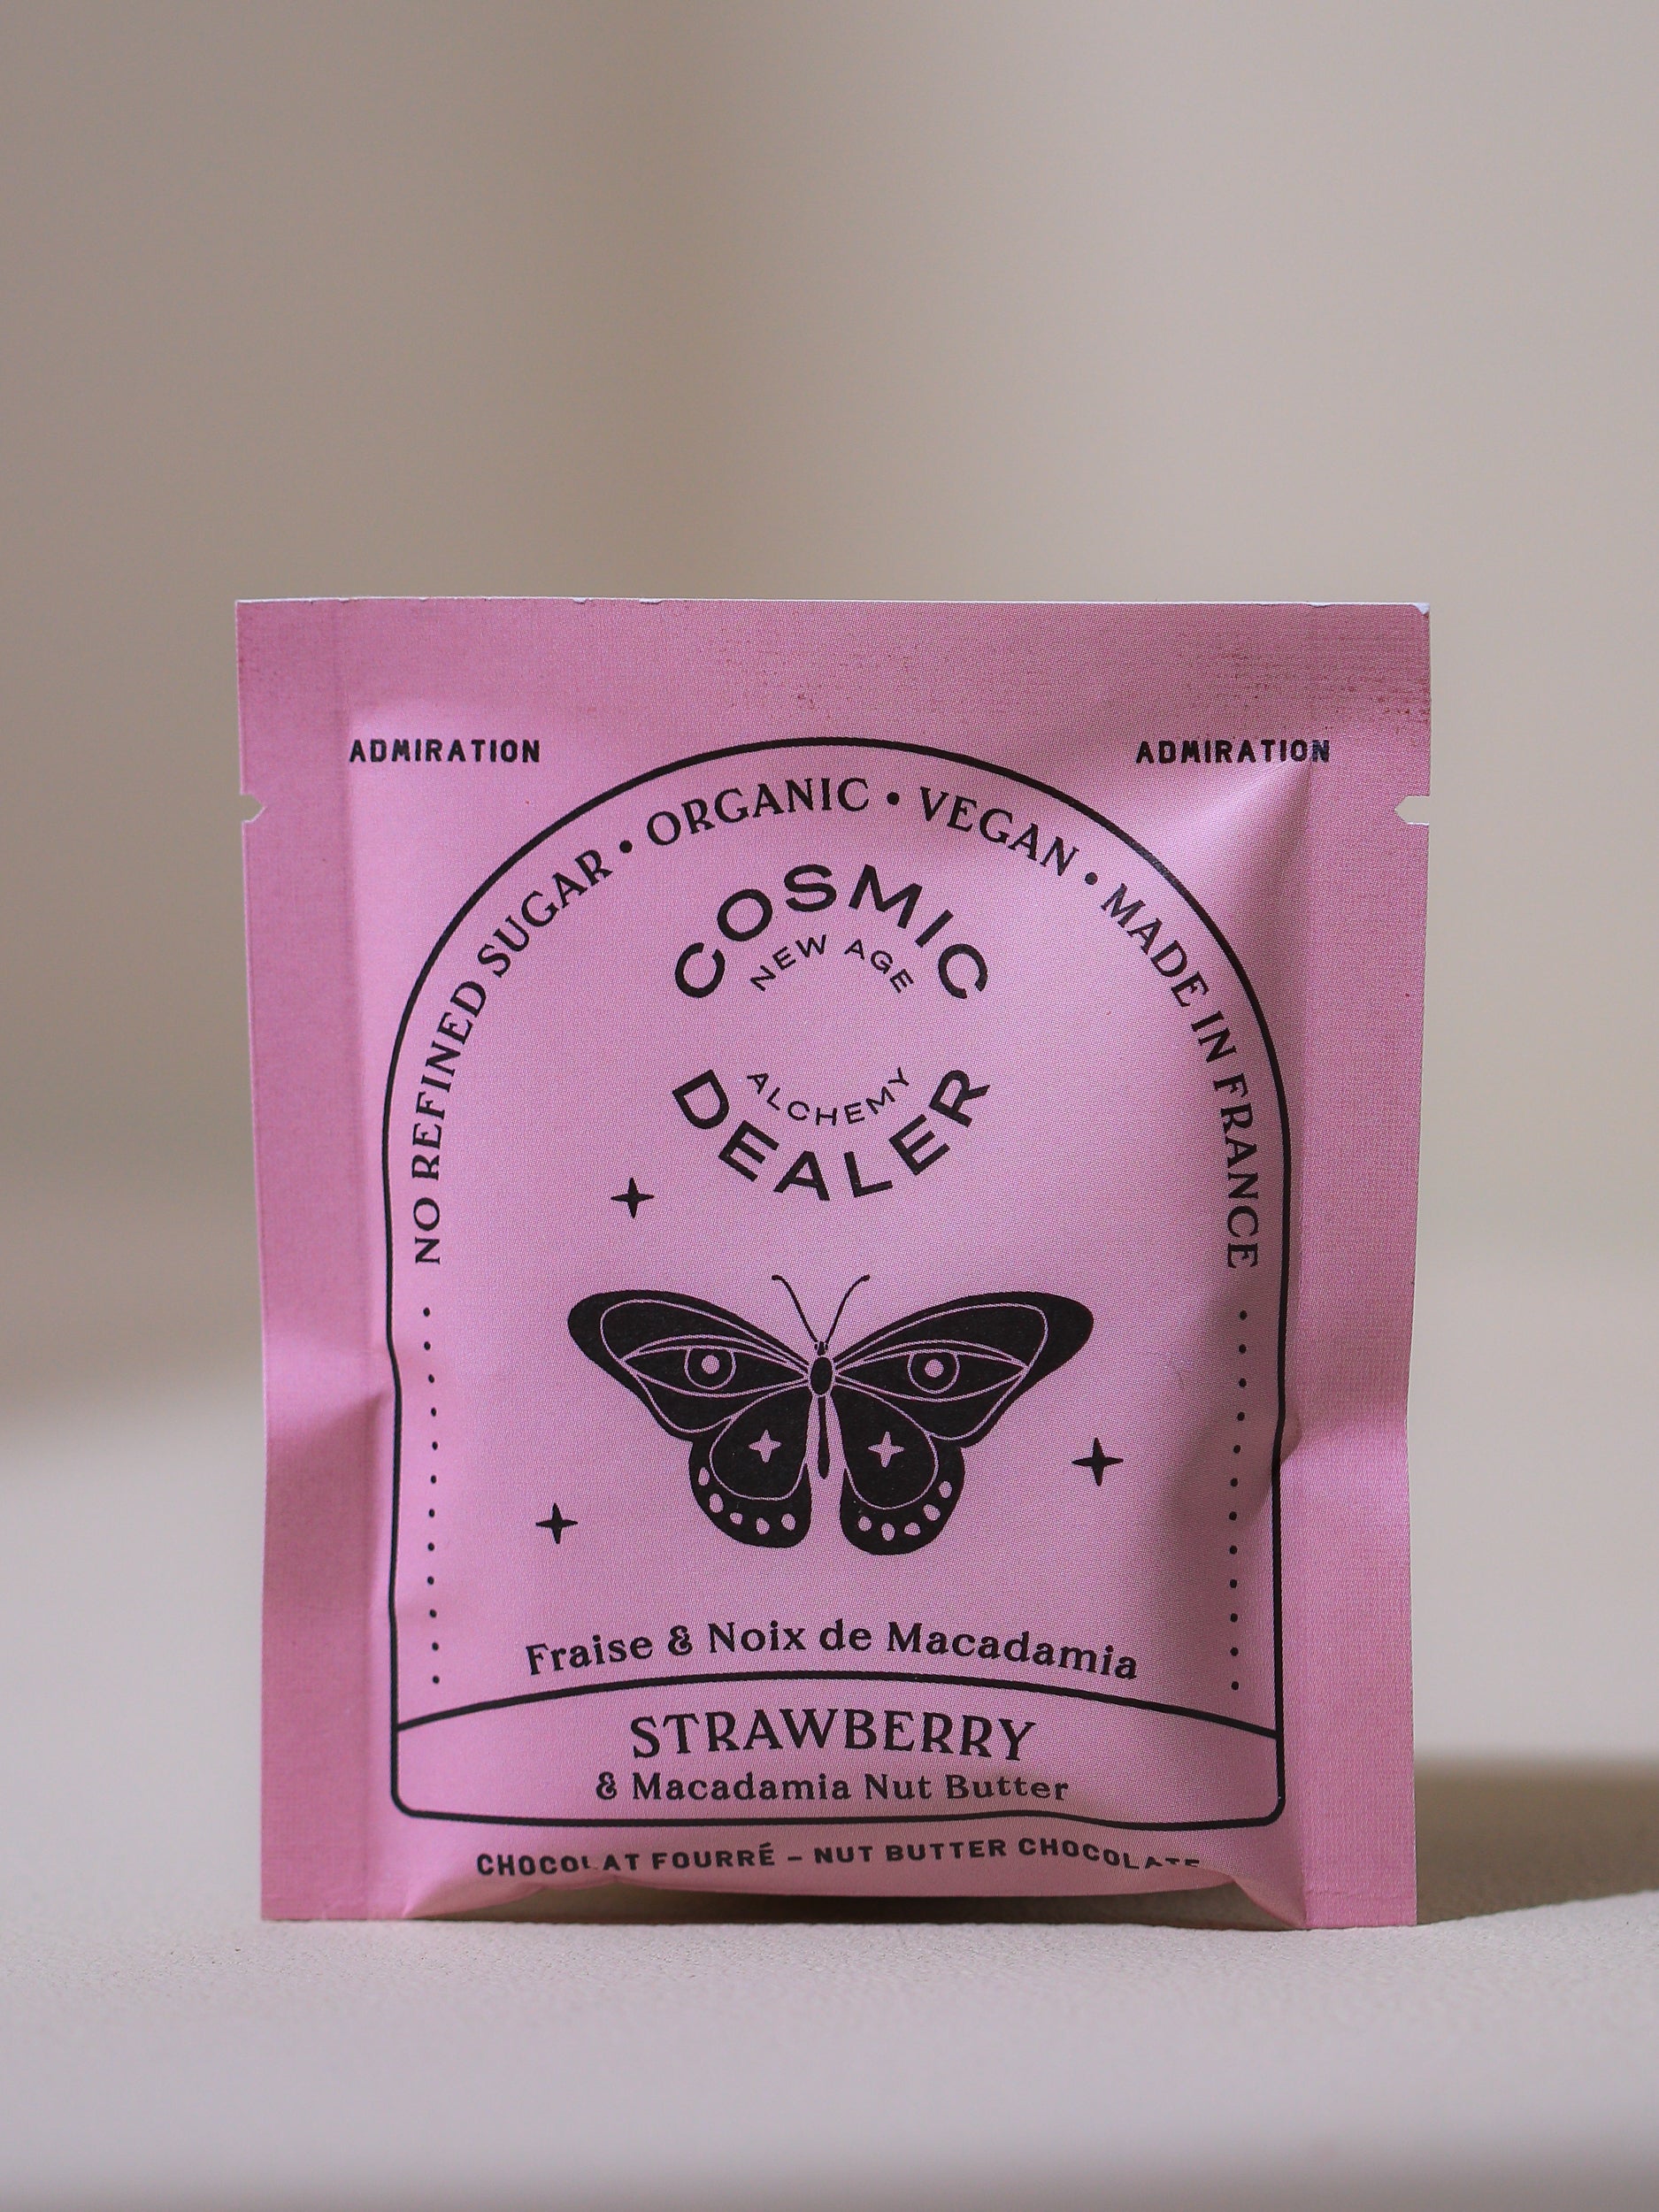 ADMIRATION
ADMIRATION
NO REFINED SUGAR • ORGANIC • VEGAN • MADE IN FRANCE
COSMIC
NEW AGE
ALCHEMY
DEALER
Fraise & Noix de Macadamia
STRAWBERRY
& Macadamia Nut Butter
CHOCOLAT FOURRÉ – NUT BUTTER CHOCOLATE